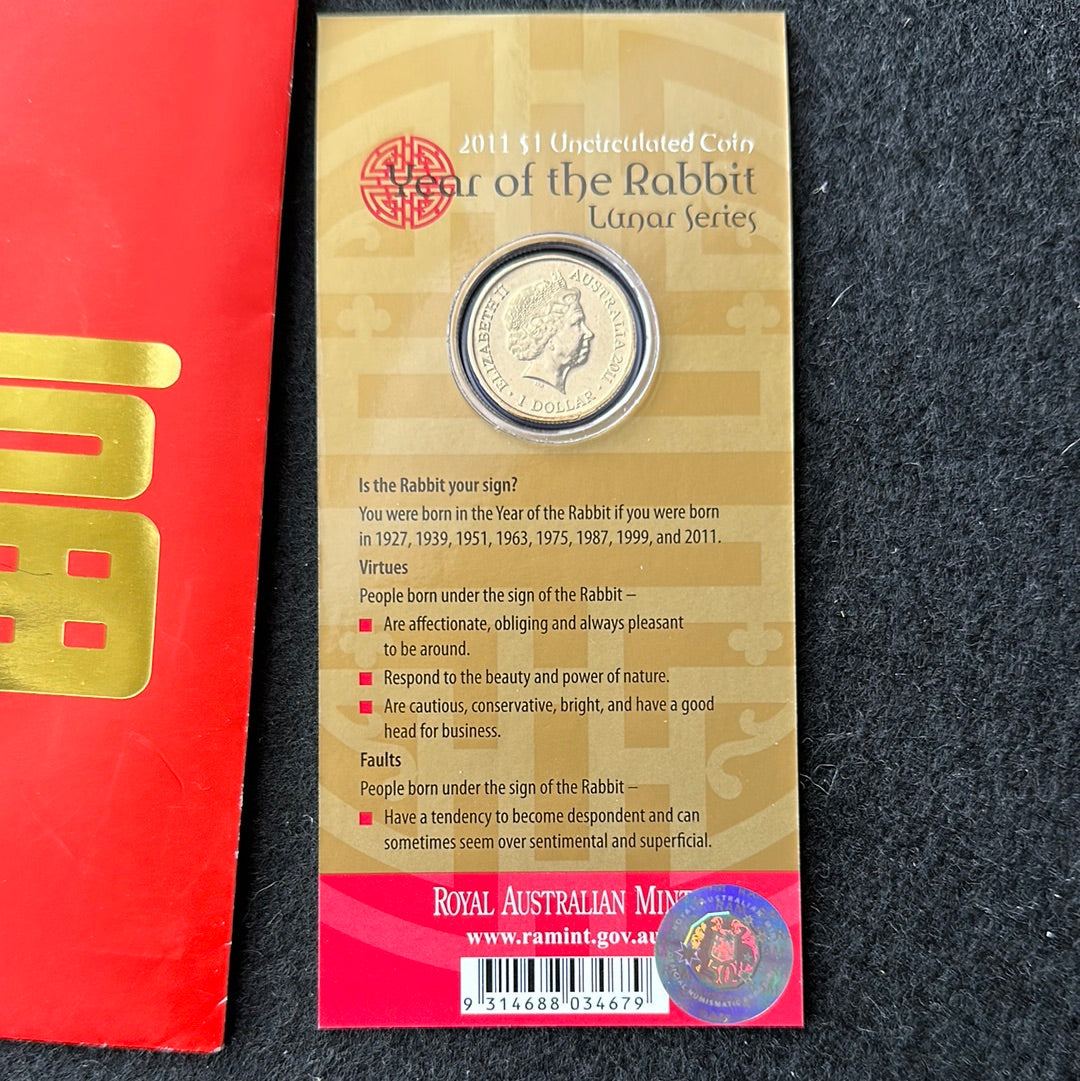 2011 $1 Uncirculated Coin
Year of the Rabbit
Lunar Series
ELIZABETH II AUSTRALIA 2011
1 DOLLAR
Is the Rabbit your sign?
You were born in the Year of the Rabbit if you were born
in 1927, 1939, 1951, 1963, 1975, 1987, 1999, and 2011.
Virtues
People born under the sign of the Rabbit –
Are affectionate, obliging and always pleasant
to be around.
Respond to the beauty and power of nature.
Are cautious, conservative, bright, and have a good
head for business.
Faults
People born under the sign of the Rabbit –
Have a tendency to become despondent and can
sometimes seem over sentimental and superficial.
ROYAL AUSTRALIAN MINT
www.ramint.gov.au
9 314688 034679